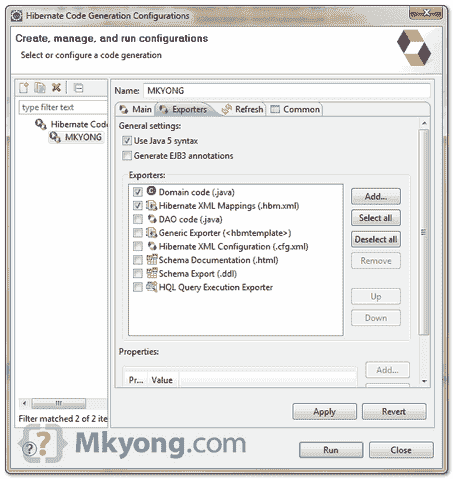 Hibernate Code Generation Configurations
Create, manage, and run configurations
Select or configure a code generation
type filter text
Hibernate Code
MKYONG
Filter matched 2 of 2 ite
Name: MKYONG
Main Exporters Refresh Common
General settings:
Use Java 5 syntax
Generate EJB3 annotations
Exporters:
Domain code (.java)
Hibernate XML Mappings (.hbm.xml)
DAO code (.java)
Generic Exporter (<hbmtemplate>)
Hibernate XML Configuration (.cfg.xml)
Schema Documentation (.html)
Schema Export (.ddl)
HQL Query Execution Exporter
Add...
Select all
Deselect all
Remove
Up
Down
Properties:
Pr... Value
Add...
Apply Revert
{?} Mkyong.com
? Run Close